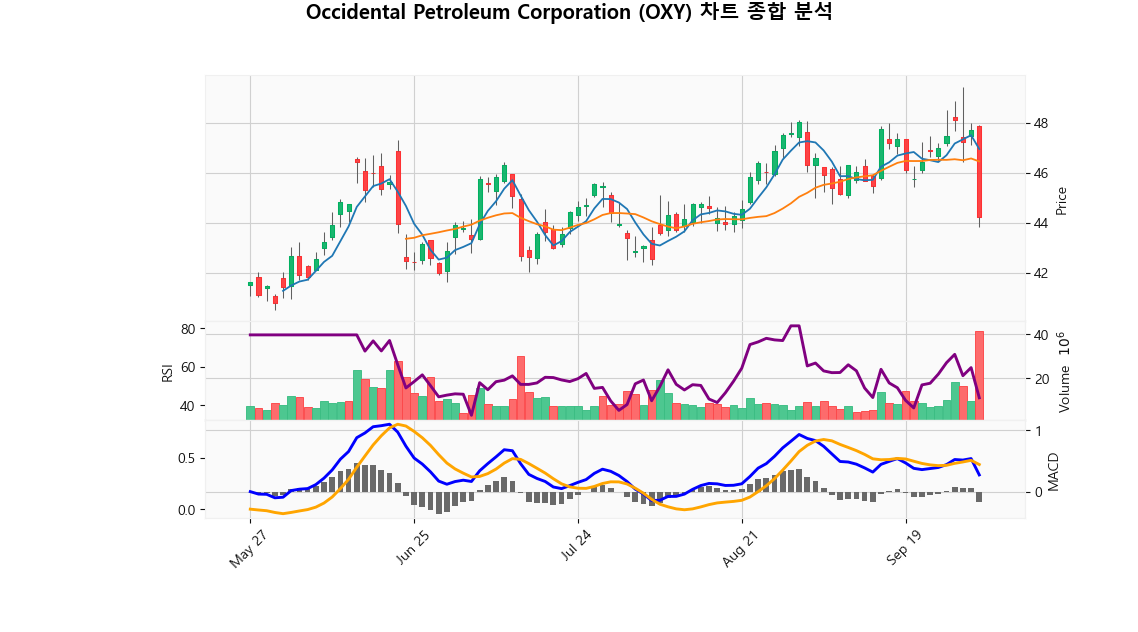 Occidental Petroleum Corporation (OXY) 차트 종합 분석
48
46
44
42
Price
80
60
40
RSI
40
20
Volume 10⁶
0.5
0.0
1
0
MACD
May 27
Jun 25
Jul 24
Aug 21
Sep 19